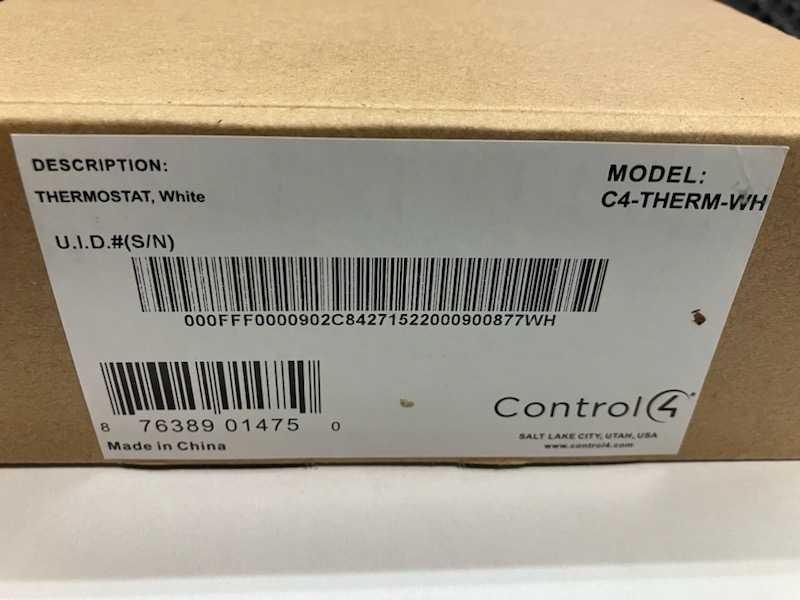 DESCRIPTION:
THERMOSTAT, White
MODEL:
C4-THERM-WH
U.I.D.#(S/N)
000FFF0000902C84271522000900877WH
8 76389 01475 0
Made in China
Control4®
SALT LAKE CITY, UTAH, USA
www.control4.com